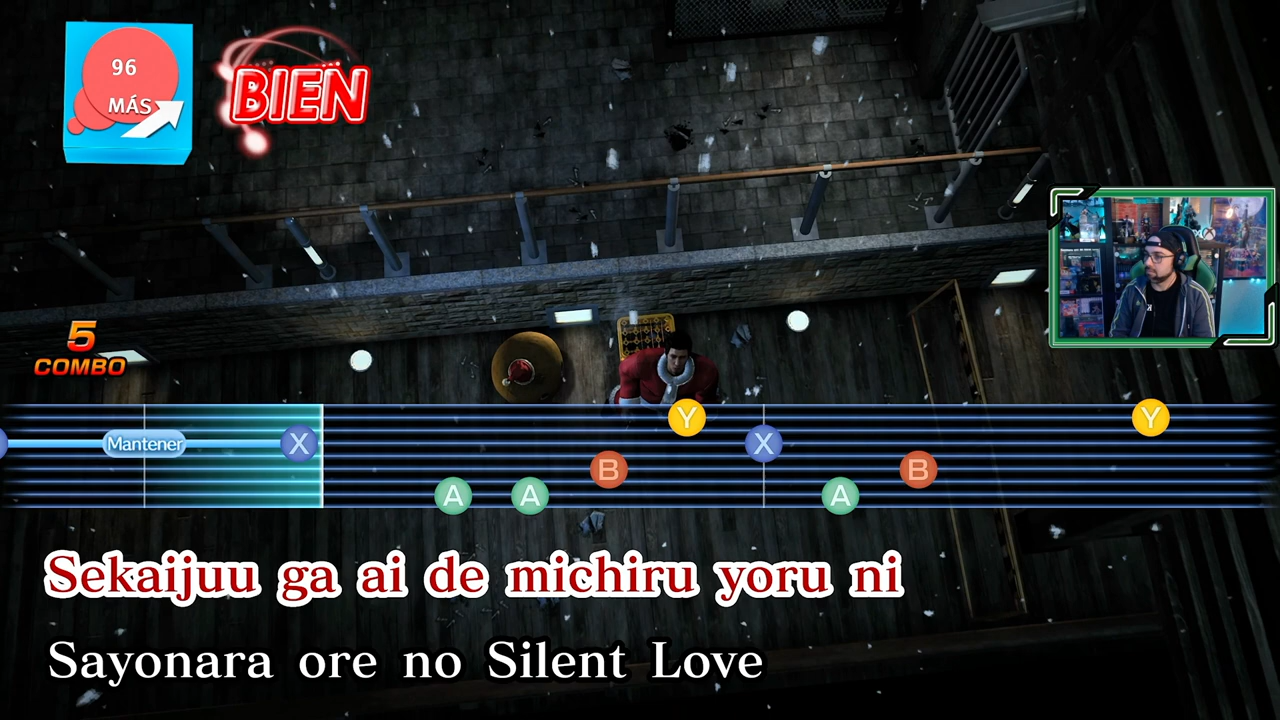 96
MÁS
BIEN
5
COMBO
Y
Y
Mantener
X
X
B
B
A
A
A
Sekaijuu ga ai de michiru yoru ni
Sayonara ore no Silent Love